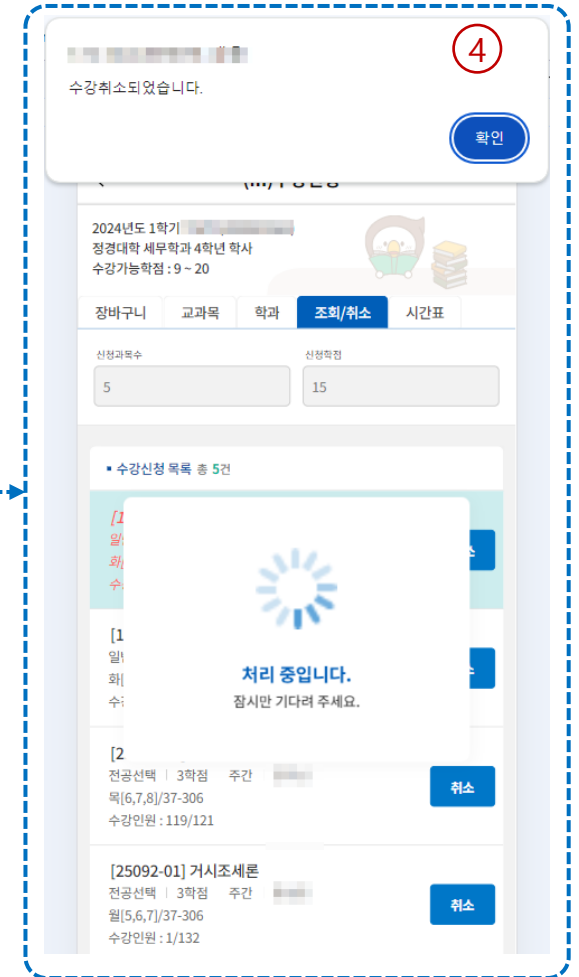 4
수강취소되었습니다.
확인
2024년도 1학기
정경대학 세무학과 4학년 학사
수강가능학점 : 9 ~ 20
장바구니 교과목 학과 조회/취소 시간표
신청과목수 신청학점
5 15
▪ 수강신청 목록 총 5건
[1
처리 중입니다.
잠시만 기다려 주세요.
[1
[2
전공선택 | 3학점 주간
목[6,7,8]/37-306
수강인원 : 119/121
취소
[25092-01] 거시조세론
전공선택 | 3학점 주간
월[5,6,7]/37-306
수강인원 : 1/132
취소